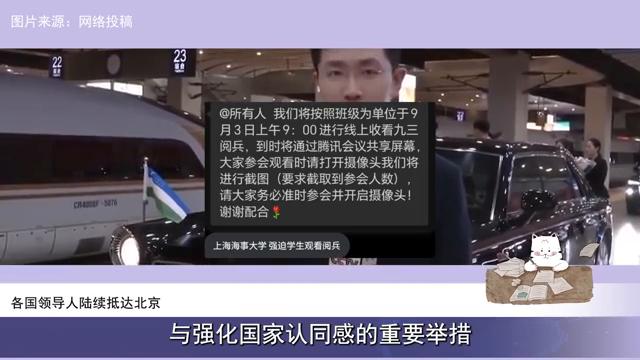 图片来源：网络投稿
22
立台
23
立台
@所有人 我们将按照班级为单位于9
月3日上午9：00进行线上收看九三
阅兵，到时将通过腾讯会议共享屏幕，
大家参会观看时请打开摄像头我们将
进行截图（要求截取到参会人数），
请大家务必准时参会并开启摄像头！
谢谢配合🌹
CR400BF-5076
上海海事大学 强迫学生观看阅兵
各国领导人陆续抵达北京
与强化国家认同感的重要举措